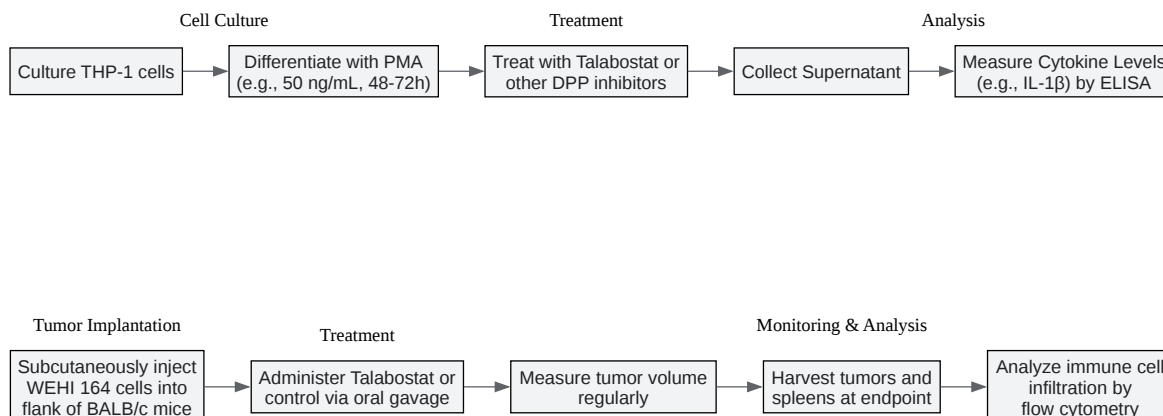 Cell Culture
Treatment
Analysis
Culture THP-1 cells
Differentiate with PMA
(e.g., 50 ng/mL, 48-72h)
Treat with Talabostat or
other DPP inhibitors
Collect Supernatant
Measure Cytokine Levels
(e.g., IL-1β) by ELISA
Tumor Implantation
Treatment
Monitoring & Analysis
Subcutaneously inject
WEHI 164 cells into
flank of BALB/c mice
Administer Talabostat or
control via oral gavage
Measure tumor volume
regularly
Harvest tumors and
spleens at endpoint
Analyze immune cell
infiltration by
flow cytometry